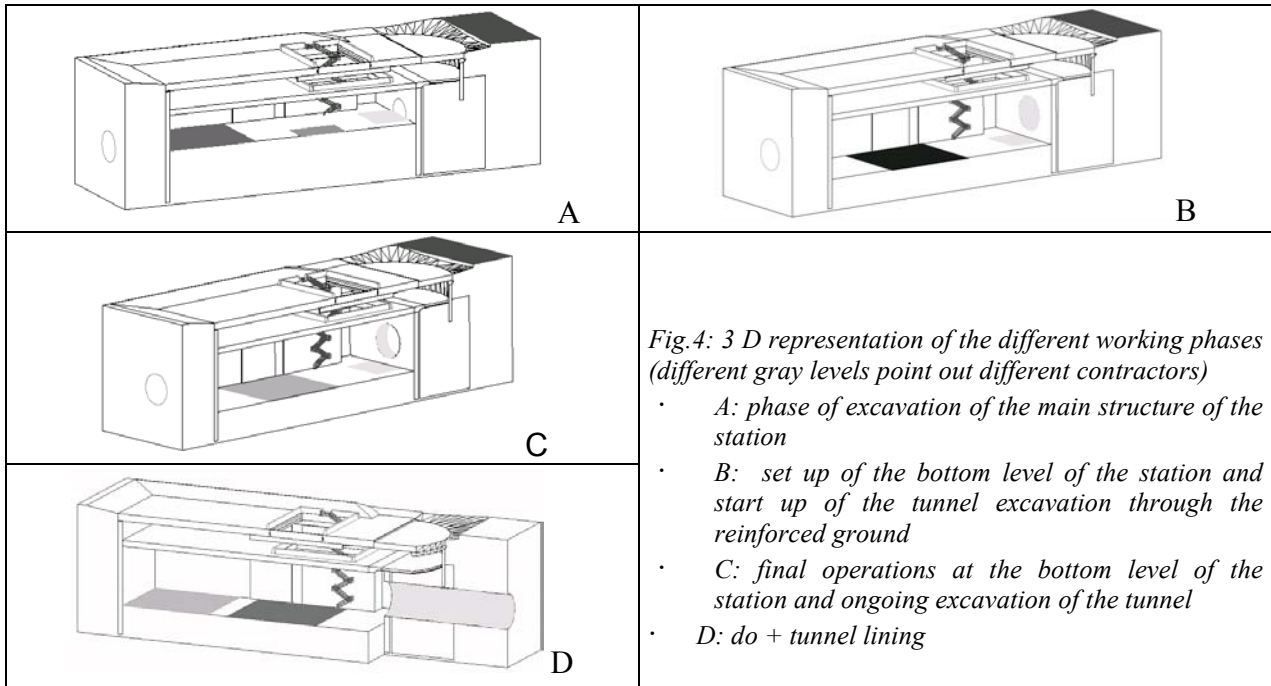 A
B
C
D
Fig.4: 3 D representation of the different working phases
(different gray levels point out different contractors)
· A: phase of excavation of the main structure of the
station
· B: set up of the bottom level of the station and
start up of the tunnel excavation through the
reinforced ground
· C: final operations at the bottom level of the
station and ongoing excavation of the tunnel
· D: do + tunnel lining